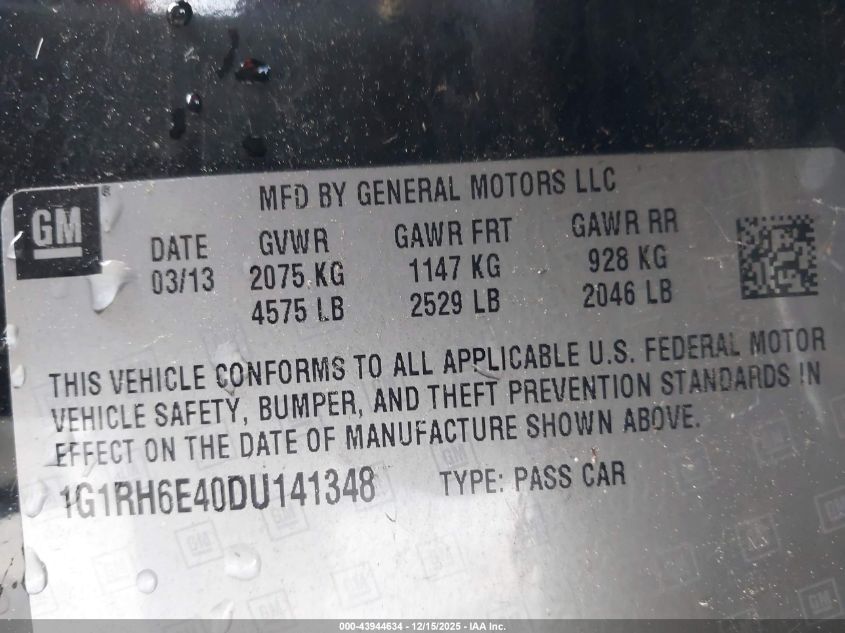 GM
MFD BY GENERAL MOTORS LLC
DATE GVWR GAWR FRT GAWR RR
03/13 2075 KG 1147 KG 928 KG
4575 LB 2529 LB 2046 LB
THIS VEHICLE CONFORMS TO ALL APPLICABLE U.S. FEDERAL MOTOR
VEHICLE SAFETY, BUMPER, AND THEFT PREVENTION STANDARDS IN
EFFECT ON THE DATE OF MANUFACTURE SHOWN ABOVE.
1G1RH6E40DU141348 TYPE: PASS CAR
000-43944634 - 12/15/2025 - IAA Inc.